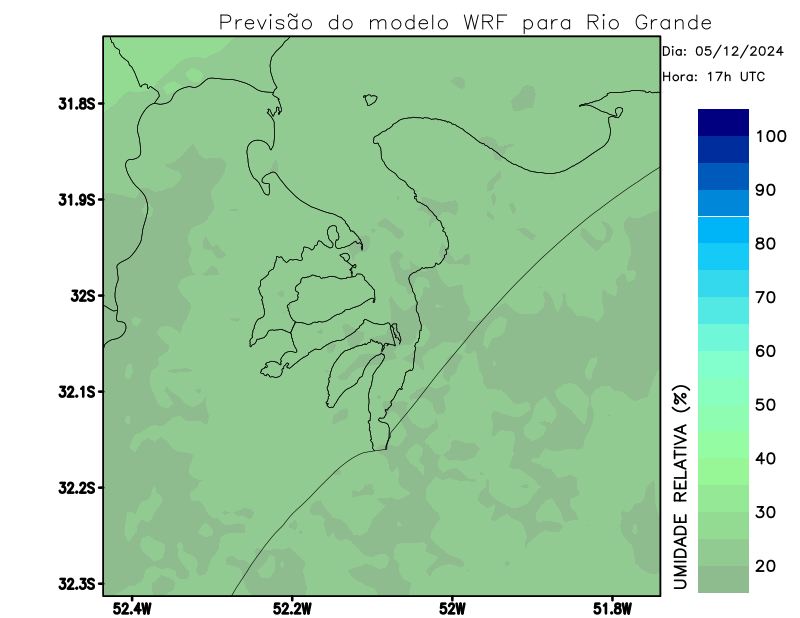 Previsão do modelo WRF para Rio Grande
Dia: 05/12/2024
Hora: 17h UTC
31.8S
31.9S
32S
32.1S
32.2S
32.3S
52.4W 52.2W 52W 51.8W
100
90
80
70
60
50
40
30
20
UMIDADE RELATIVA (%)